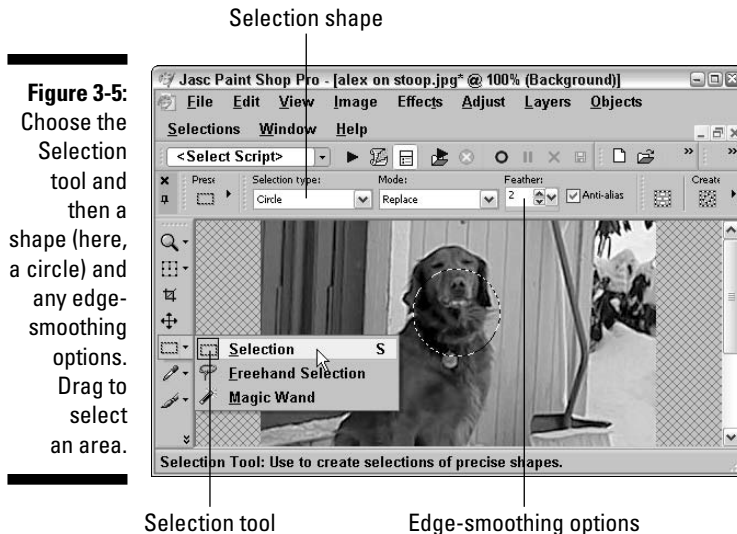 Selection shape
Figure 3-5:
Choose the
Selection
tool and
then a
shape (here,
a circle) and
any edge-
smoothing
options.
Drag to
select
an area.
Jasc Paint Shop Pro - [alex on stoop.jpg* @ 100% (Background)]
File Edit View Image Effects Adjust Layers Objects
Selections Window Help
<Select Script>
Prese Selection type: Mode: Feather: Create
Circle Replace 2 Anti-alias
Selection S
Freehand Selection
Magic Wand
Selection Tool: Use to create selections of precise shapes.
Selection tool Edge-smoothing options